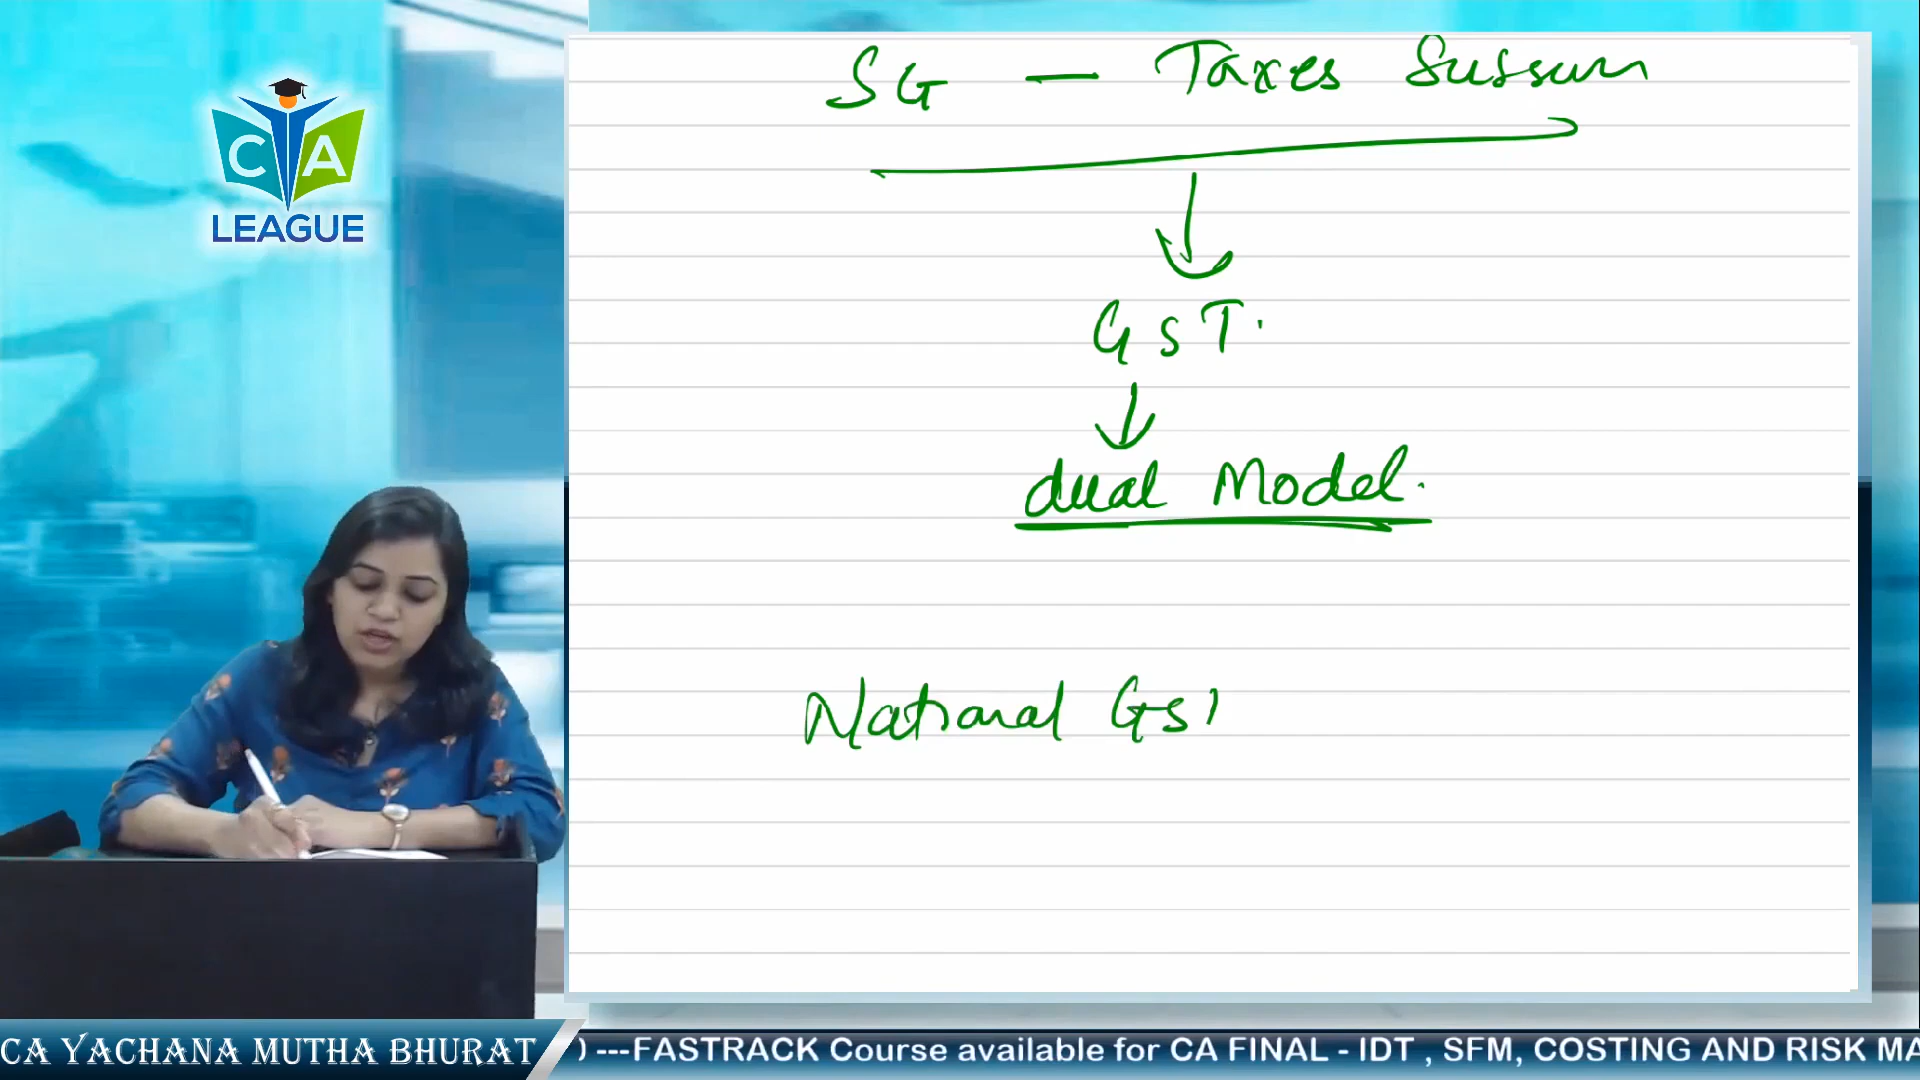 CA
LEAGUE
SG — Taxes
GST.
dual Model.
National GST
CA YACHANA MUTHA BHURAT
) ---FASTRACK Course available for CA FINAL - IDT , SFM, COSTING AND RISK MA